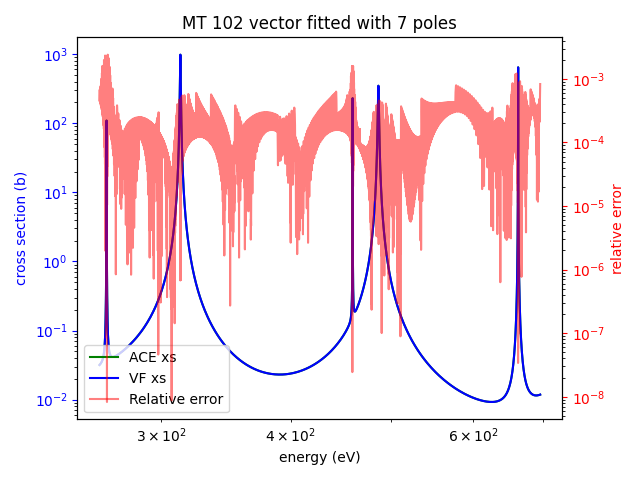 MT 102 vector fitted with 7 poles
10³
10²
10¹
10⁰
10⁻¹
10⁻²
cross section (b)
10⁻³
10⁻⁴
10⁻⁵
10⁻⁶
10⁻⁷
10⁻⁸
relative error
ACE xs
VF xs
Relative error
3 × 10²
4 × 10²
6 × 10²
energy (eV)